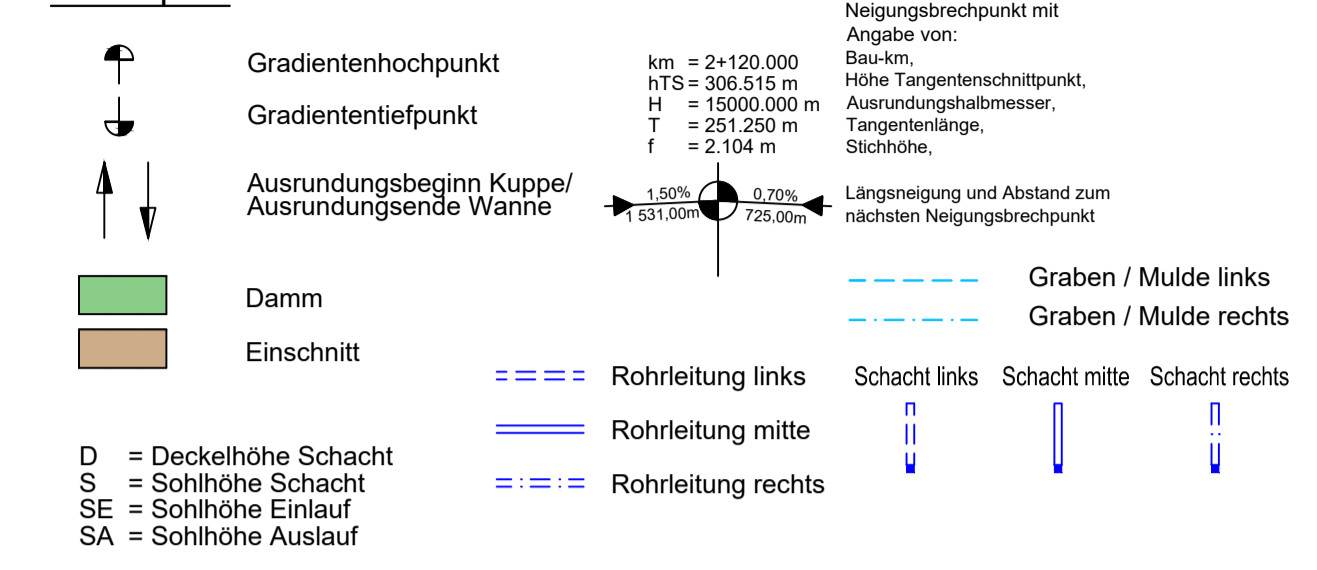 Gradientenhochpunkt
Gradiententiefpunkt
Ausrundungsbeginn Kuppe/
Ausrundungsende Wanne
Damm
Einschnitt
D = Deckelhöhe Schacht
S = Sohlhöhe Schacht
SE = Sohlhöhe Einlauf
SA = Sohlhöhe Auslauf
km = 2+120.000
hTS = 306.515 m
H = 15000.000 m
T = 251.250 m
f = 2.104 m
1,50%
1 531,00m
0,70%
725,00m
Neigungsbrechpunkt mit
Angabe von:
Bau-km,
Höhe Tangentenschnittpunkt,
Ausrundungshalbmesser,
Tangentenlänge,
Stichhöhe,
Längsneigung und Abstand zum
nächsten Neigungsbrechpunkt
Graben / Mulde links
Graben / Mulde rechts
Rohrleitung links
Rohrleitung mitte
Rohrleitung rechts
Schacht links
Schacht mitte
Schacht rechts